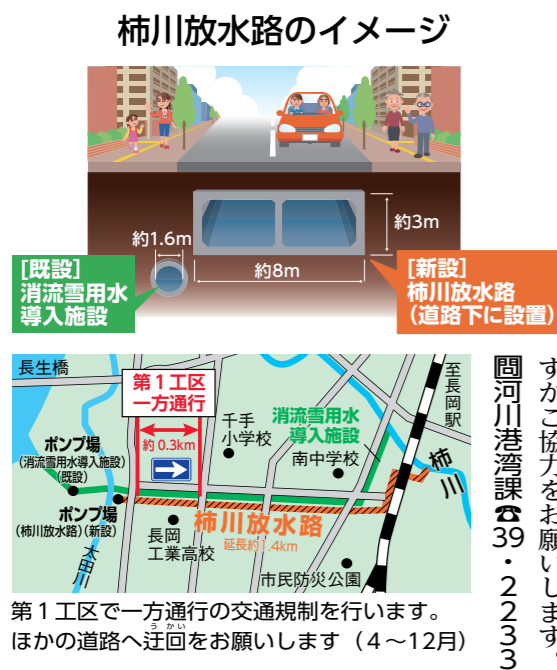 柿川放水路のイメージ
約3m
約1.6m
約8m
[既設]
消流雪用水
導入施設
[新設]
柿川放水路
（道路下に設置）
長生橋
第１工区
一方通行
約0.3km
千手
小学校
消流雪用水
導入施設
南中学校
至長岡駅
柿川
ポンプ場
（消流雪用水導入施設）
（既設）
ポンプ場
（柿川放水路）（新設）
太田川
長岡
工業高校
柿川放水路
延長約1.4km
市民防災公園
第１工区で一方通行の交通規制を行います。
うかい
ほかの道路へ迂回をお願いします（４～12月）
すがご協力をお願いします。
問河川港湾課☎39・2233